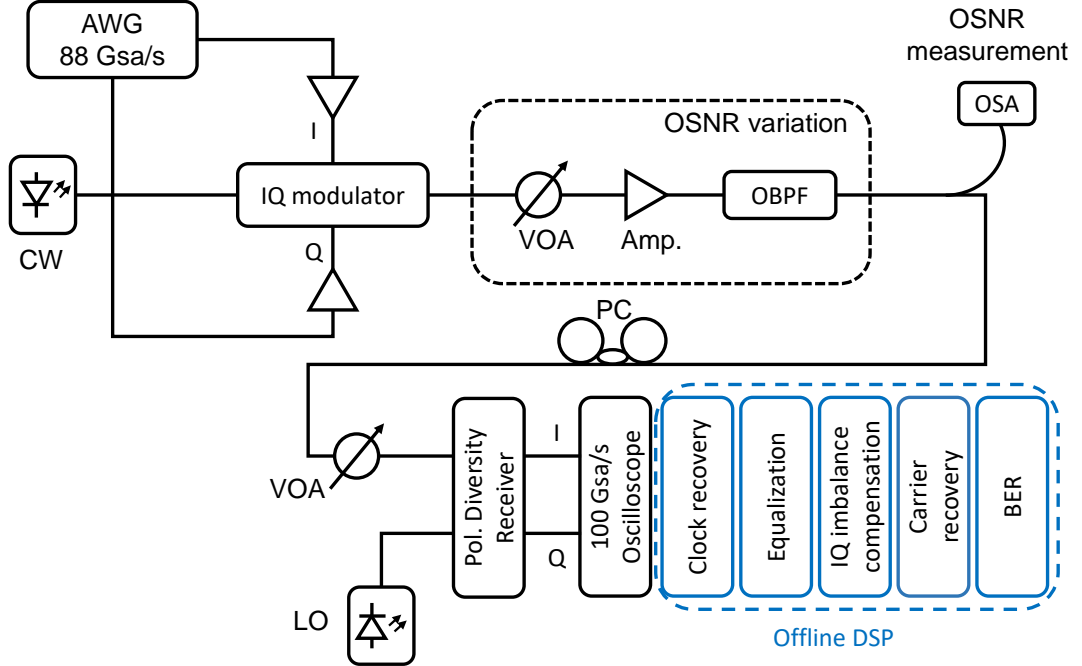 AWG
88 Gsa/s
OSNR
measurement
OSA
I
OSNR variation
IQ modulator
OBPF
VOA
Amp.
CW
Q
PC
VOA
Pol. Diversity
Receiver
I
Q
100 Gsa/s
Oscilloscope
Clock recovery
Equalization
IQ imbalance
compensation
Carrier
recovery
BER
LO
Offline DSP